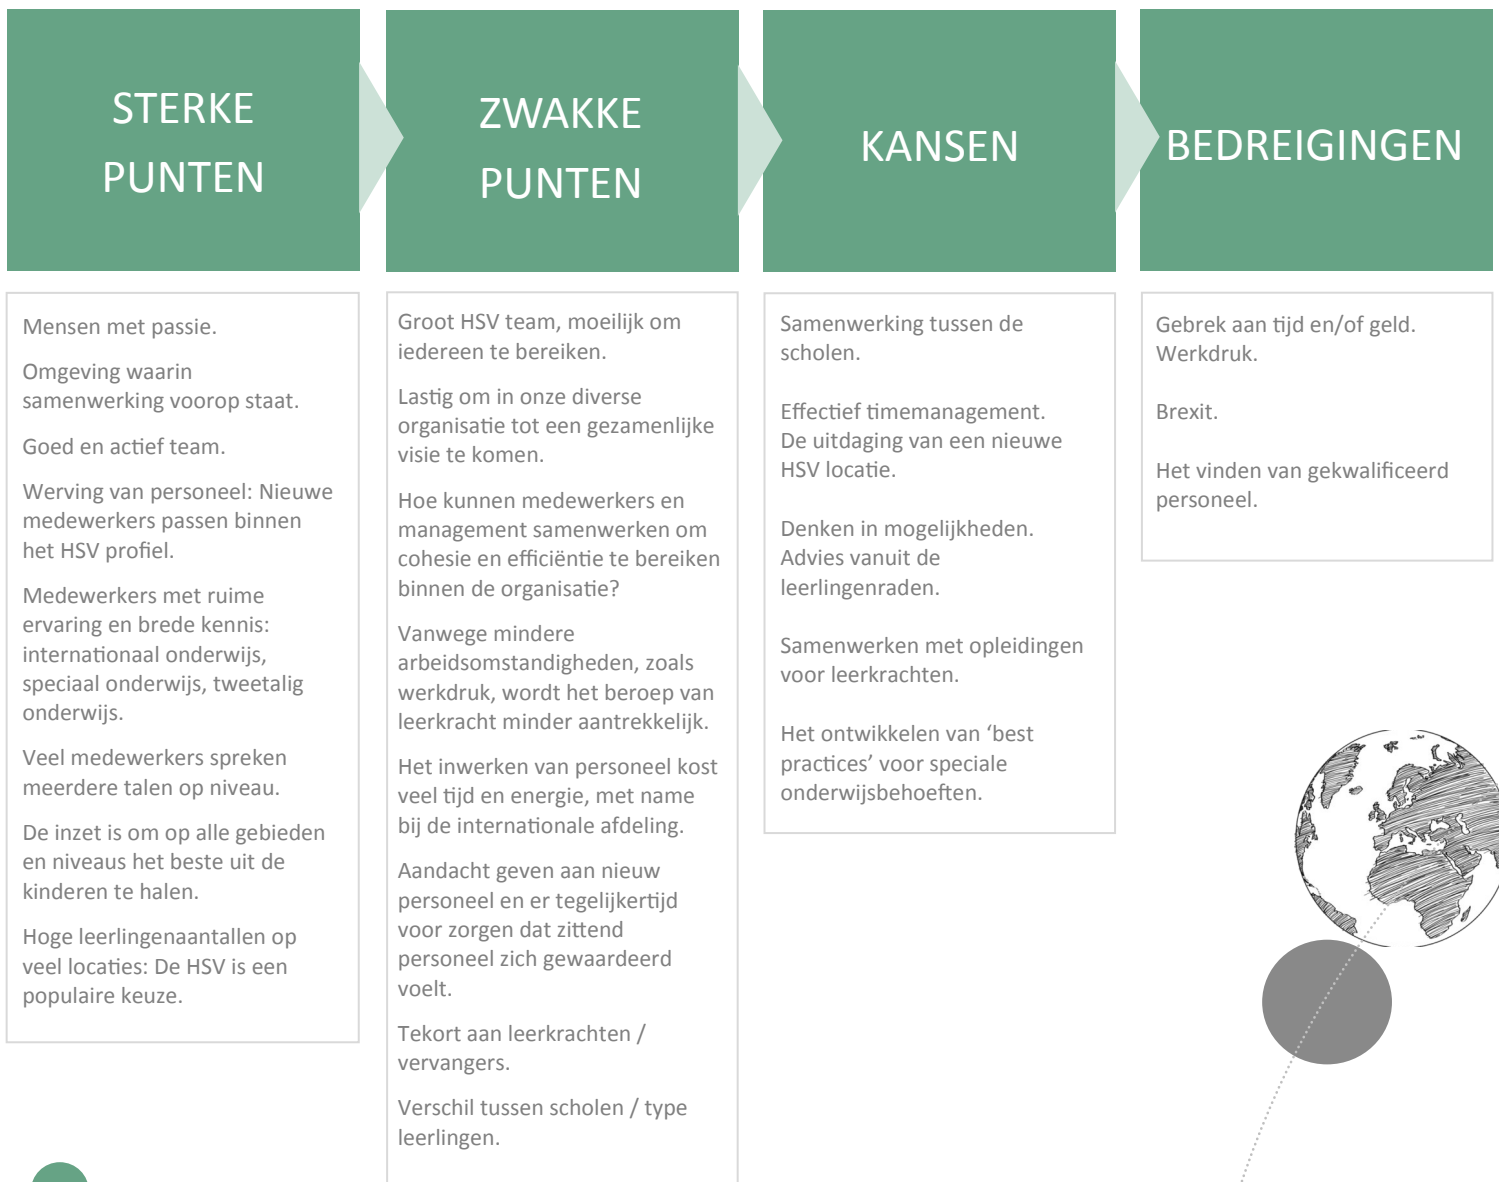 STERKE
PUNTEN
Mensen met passie.
Omgeving waarin
samenwerking voorop staat.
Goed en actief team.
Werving van personeel: Nieuwe
medewerkers passen binnen
het HSV profiel.
Medewerkers met ruime
ervaring en brede kennis:
internationaal onderwijs,
speciaal onderwijs, tweetalig
onderwijs.
Veel medewerkers spreken
meerdere talen op niveau.
De inzet is om op alle gebieden
en niveaus het beste uit de
kinderen te halen.
Hoge leerlingenaantallen op
veel locaties: De HSV is een
populaire keuze.
ZWAKKE
PUNTEN
Groot HSV team, moeilijk om
iedereen te bereiken.
Lastig om in onze diverse
organisatie tot een gezamenlijke
visie te komen.
Hoe kunnen medewerkers en
management samenwerken om
cohesie en efficiëntie te bereiken
binnen de organisatie?
Vanwege mindere
arbeidsomstandigheden, zoals
werkdruk, wordt het beroep van
leerkracht minder aantrekkelijk.
Het inwerken van personeel kost
veel tijd en energie, met name
bij de internationale afdeling.
Aandacht geven aan nieuw
personeel en er tegelijkertijd
voor zorgen dat zittend
personeel zich gewaardeerd
voelt.
Tekort aan leerkrachten /
vervangers.
Verschil tussen scholen / type
leerlingen.
KANSEN
Samenwerking tussen de
scholen.
Effectief timemanagement.
De uitdaging van een nieuwe
HSV locatie.
Denken in mogelijkheden.
Advies vanuit de
leerlingenraden.
Samenwerken met opleidingen
voor leerkrachten.
Het ontwikkelen van ‘best
practices’ voor speciale
onderwijsbehoeften.
BEDREIGINGEN
Gebrek aan tijd en/of geld.
Werkdruk.
Brexit.
Het vinden van gekwalificeerd
personeel.